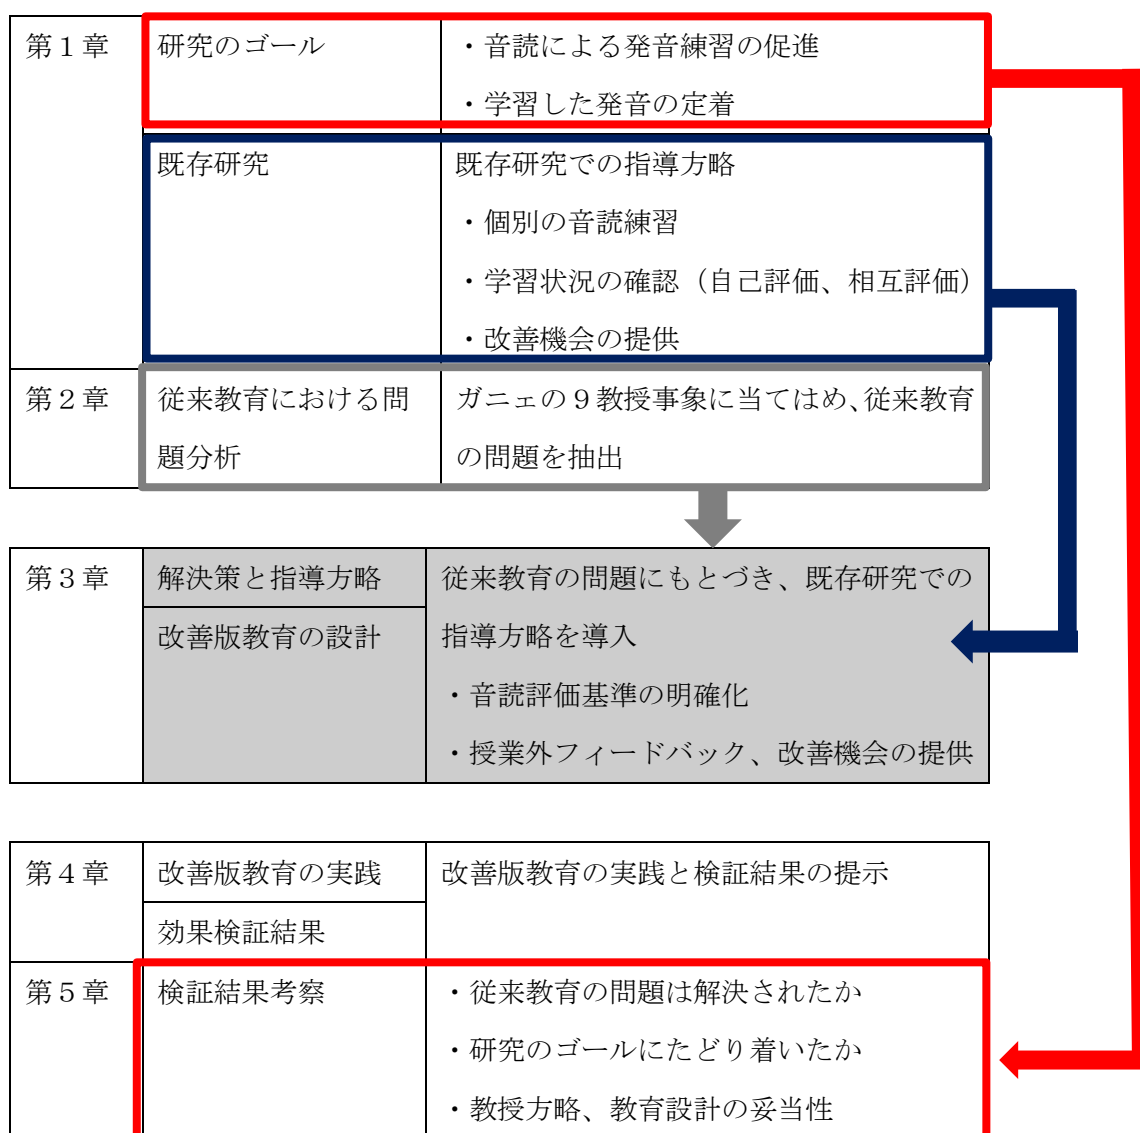 第１章
研究のゴール
・音読による発音練習の促進
・学習した発音の定着
既存研究
既存研究での指導方略
・個別の音読練習
・学習状況の確認（自己評価、相互評価）
・改善機会の提供
第２章
従来教育における問
題分析
ガニェの９教授事象に当てはめ、従来教育
の問題を抽出
第３章
解決策と指導方略
改善版教育の設計
従来教育の問題にもとづき、既存研究での
指導方略を導入
・音読評価基準の明確化
・授業外フィードバック、改善機会の提供
第４章
改善版教育の実践
効果検証結果
改善版教育の実践と検証結果の提示
第５章
検証結果考察
・従来教育の問題は解決されたか
・研究のゴールにたどり着いたか
・教授方略、教育設計の妥当性